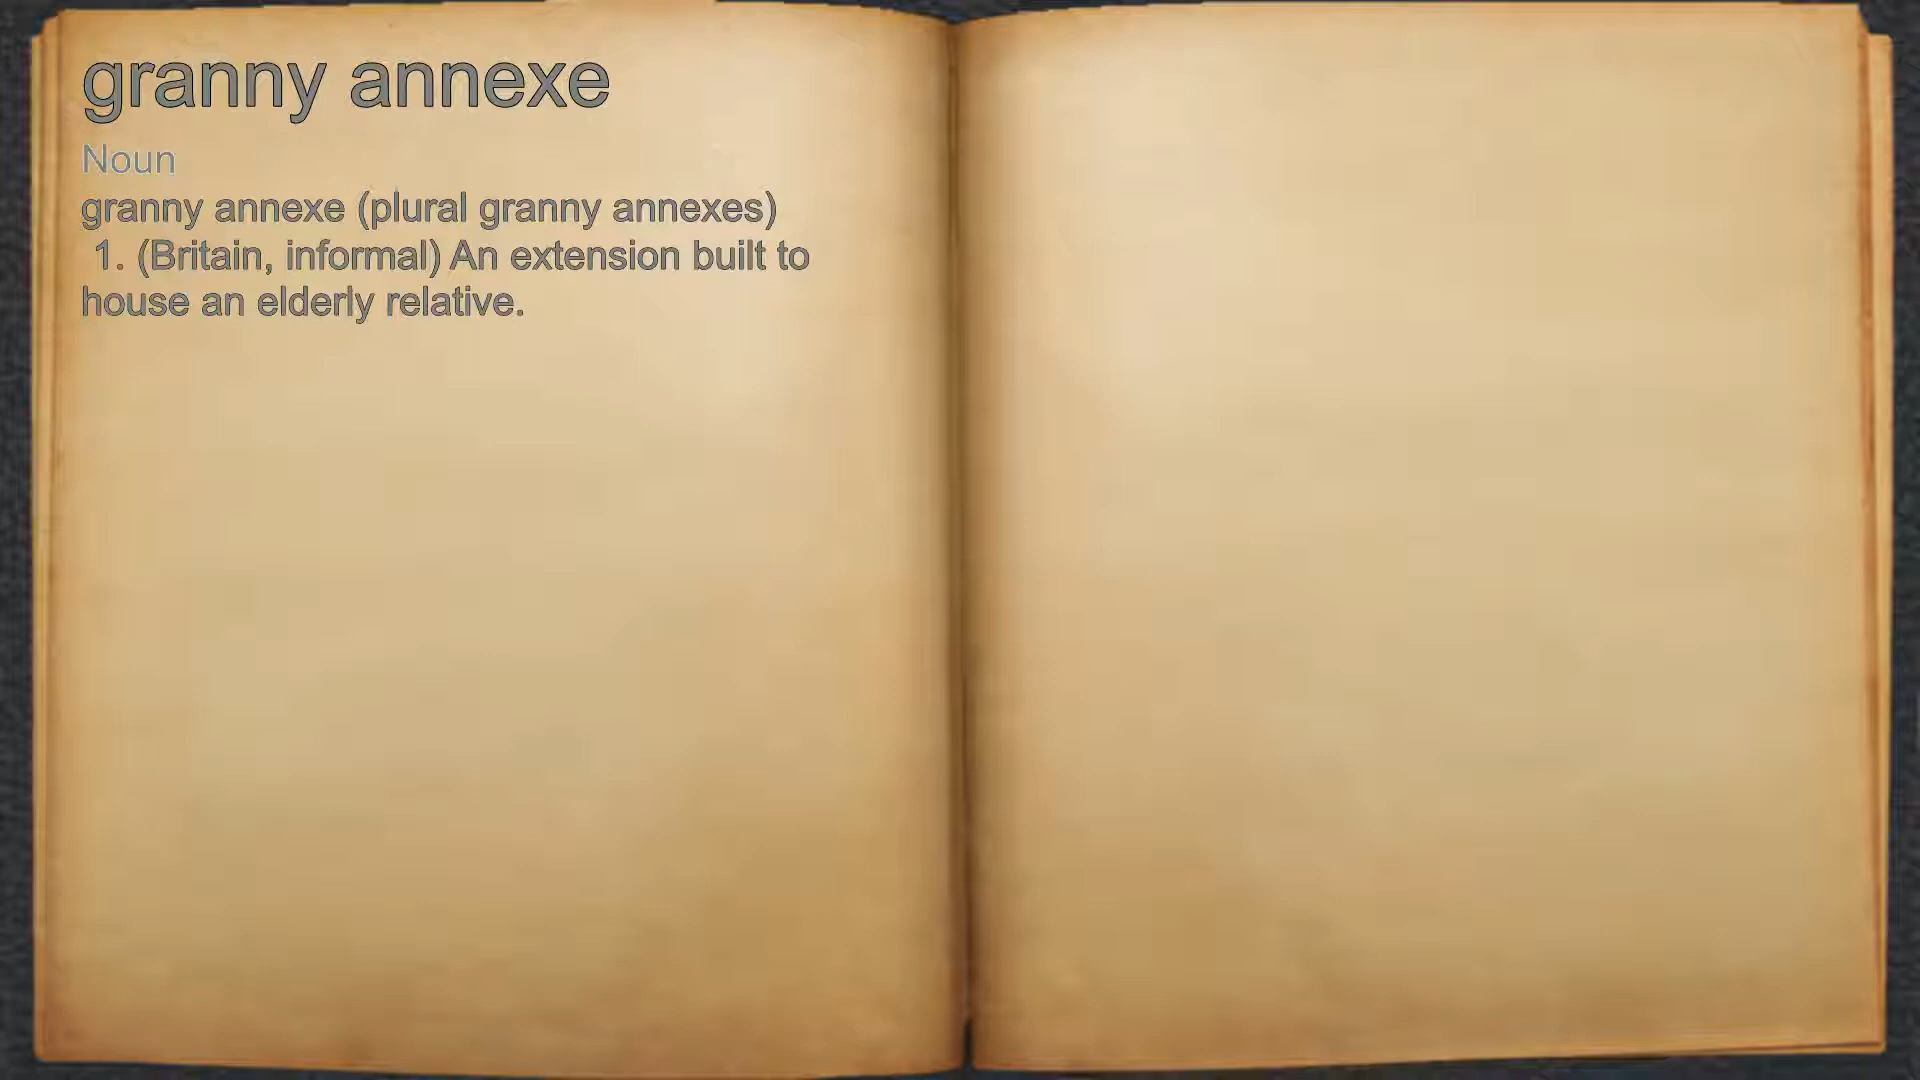 granny annexe
Noun
granny annexe (plural granny annexes)
1. (Britain, informal) An extension built to
house an elderly relative.